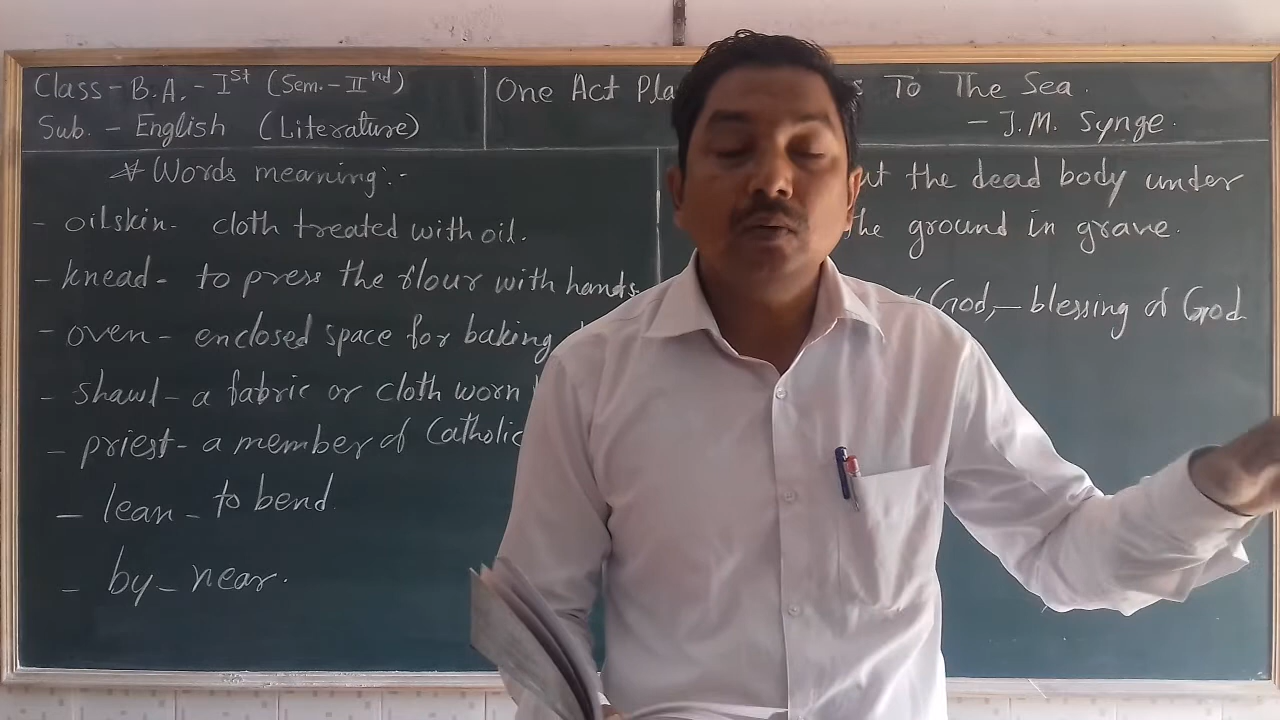 Class - B.A. - Ist (Sem. - IInd)
Sub. - English (Literature)
One Act To The Sea.
- J.M. Synge.
* Words meaning:-
- oilskin - cloth treated with oil.
- knead - to press the flour with hands.
- oven - enclosed space for baking
- shawl - a fabric or cloth worn
- priest - a member of Catholic
- lean - to bend.
- by - near.
the dead body under
the ground in grave.
God, - blessing of God